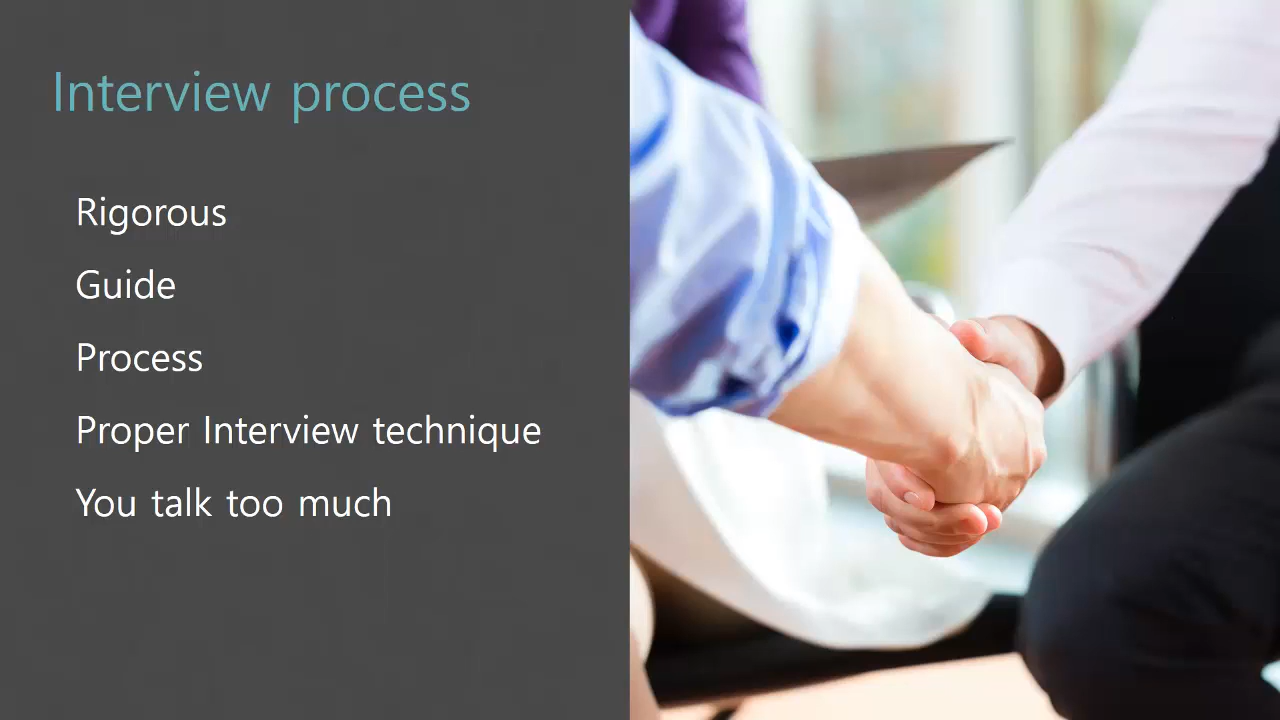 Interview process
Rigorous
Guide
Process
Proper Interview technique
You talk too much